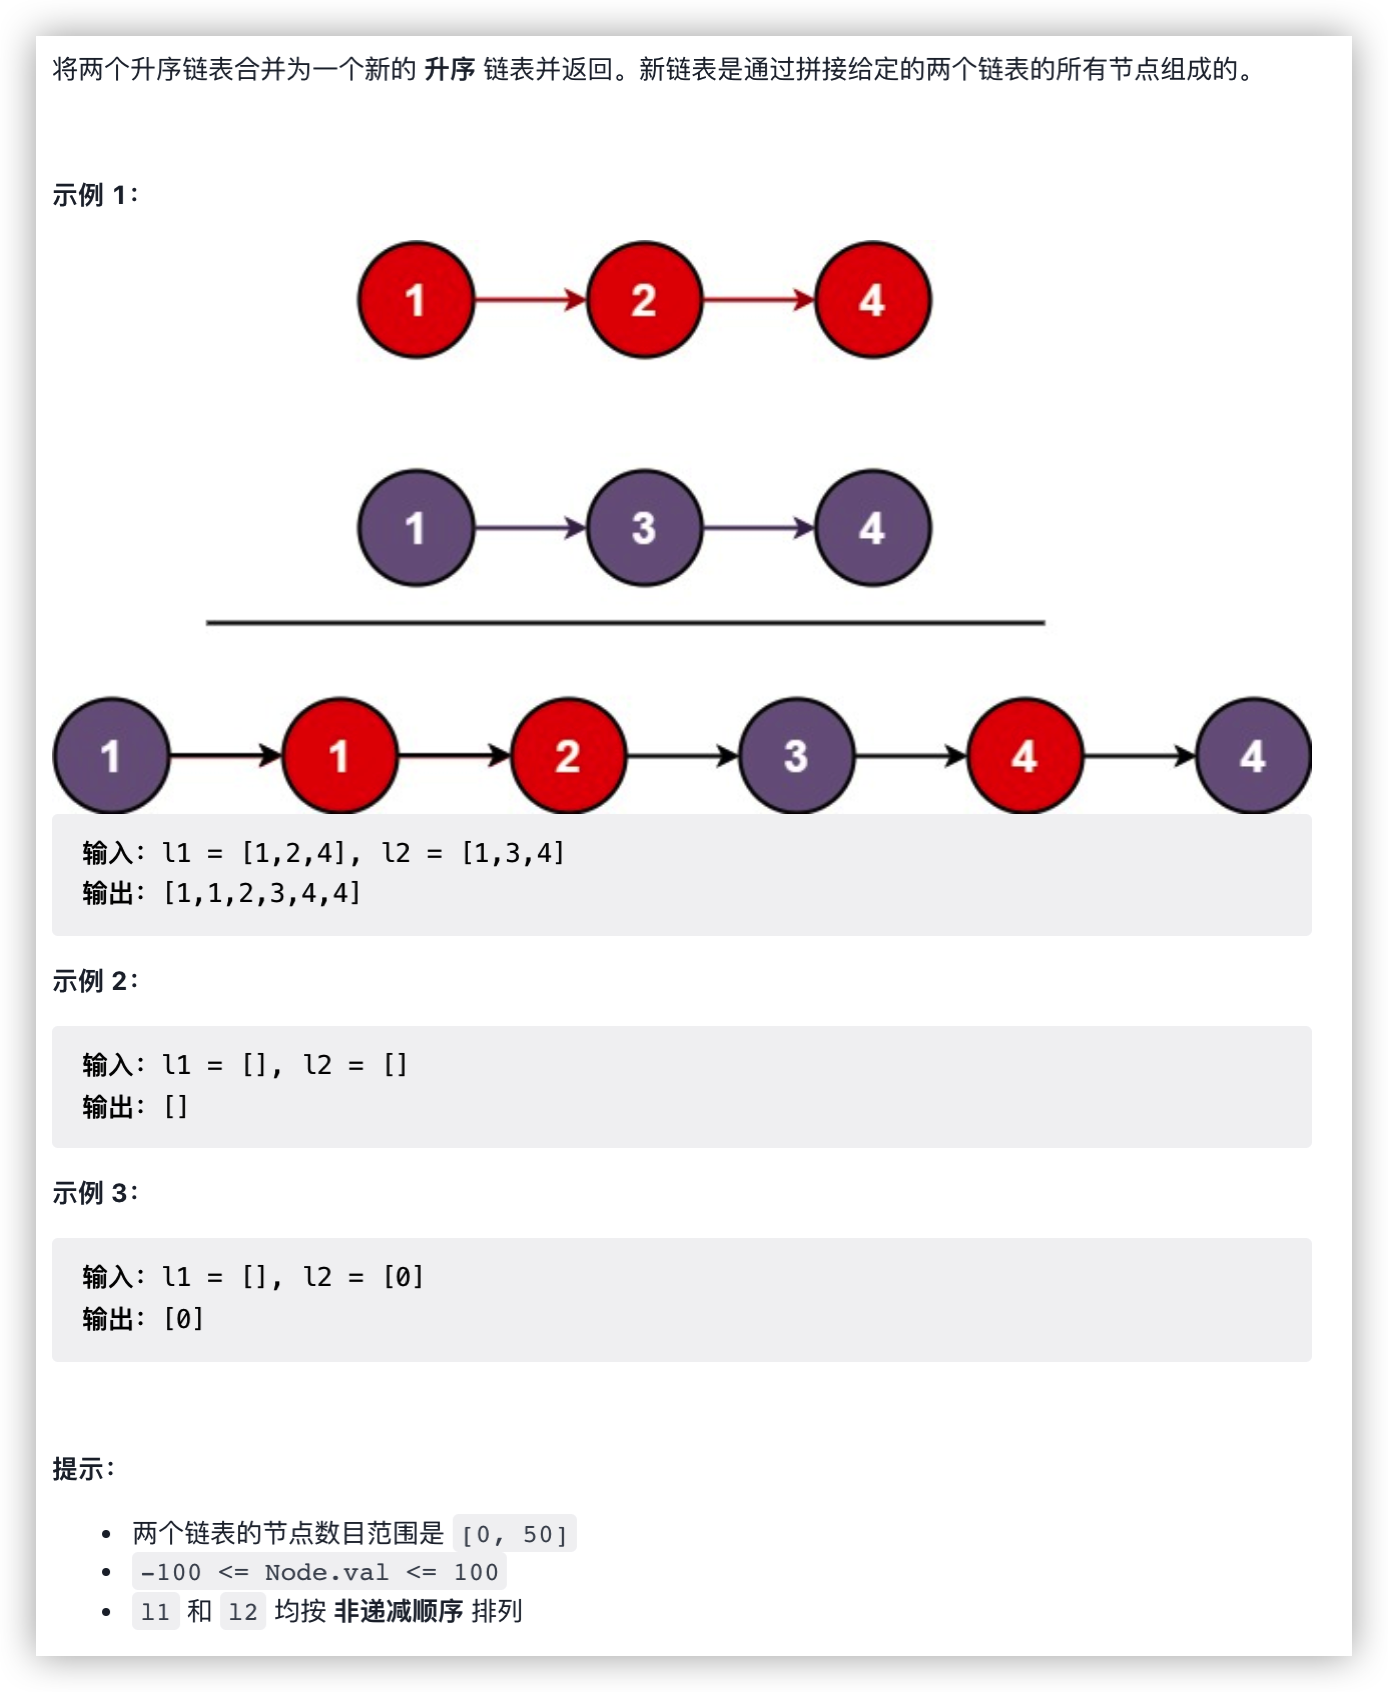 将两个升序链表合并为一个新的 升序 链表并返回。新链表是通过拼接给定的两个链表的所有节点组成的。
示例 1：
1 2 4
1 3 4
1 1 2 3 4 4
输入：l1 = [1,2,4], l2 = [1,3,4]
输出：[1,1,2,3,4,4]
示例 2：
输入：l1 = [], l2 = []
输出：[]
示例 3：
输入：l1 = [], l2 = [0]
输出：[0]
提示：
• 两个链表的节点数目范围是 [0, 50]
• -100 <= Node.val <= 100
• l1 和 l2 均按 非递减顺序 排列